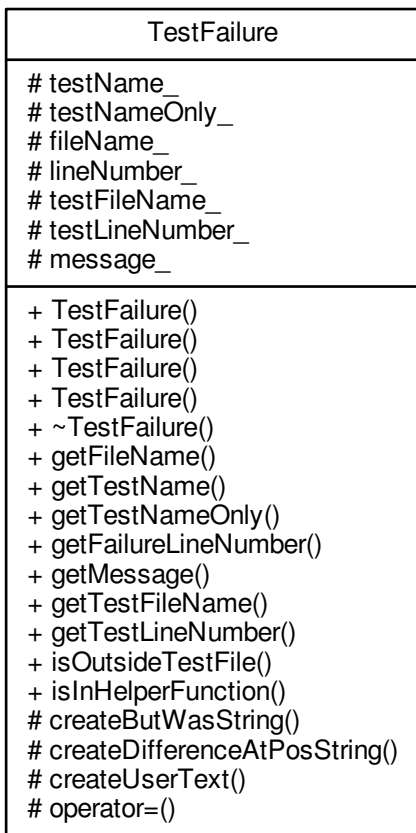 TestFailure
# testName_
# testNameOnly_
# fileName_
# lineNumber_
# testFileName_
# testLineNumber_
# message_
+ TestFailure()
+ TestFailure()
+ TestFailure()
+ TestFailure()
+ ~TestFailure()
+ getFileName()
+ getTestName()
+ getTestNameOnly()
+ getFailureLineNumber()
+ getMessage()
+ getTestFileName()
+ getTestLineNumber()
+ isOutsideTestFile()
+ isInHelperFunction()
# createButWasString()
# createDifferenceAtPosString()
# createUserText()
# operator=()